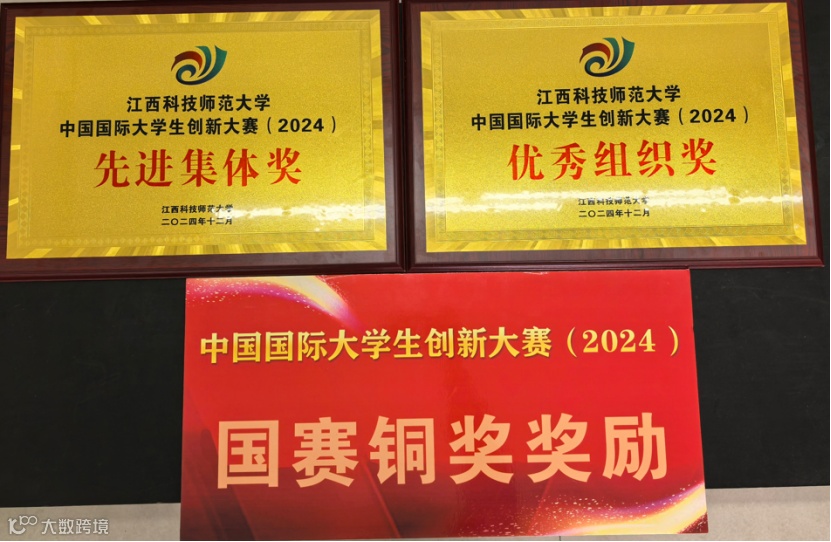 江西科技师范大学
中国国际大学生创新大赛（2024）
先进集体奖
江西科技师范大学
二〇二四年十二月
江西科技师范大学
中国国际大学生创新大赛（2024）
优秀组织奖
江西科技师范大学
二〇二四年十二月
中国国际大学生创新大赛（2024）
国赛铜奖奖励
大数跨境